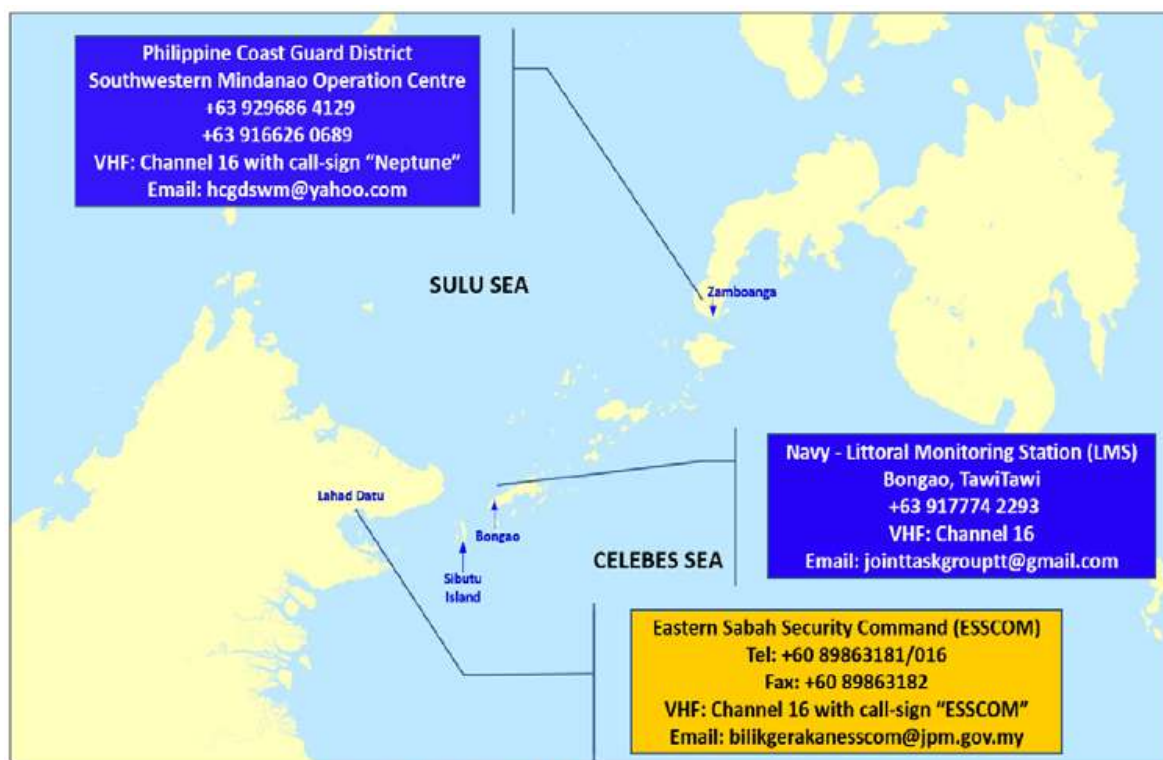 Philippine Coast Guard District
Southwestern Mindanao Operation Centre
+63 929686 4129
+63 916626 0689
VHF: Channel 16 with call-sign “Neptune”
Email: hcgdswm@yahoo.com
SULU SEA
Zamboanga
Navy - Littoral Monitoring Station (LMS)
Bongao, TawiTawi
+63 917774 2293
VHF: Channel 16
Email: jointtaskgrouptt@gmail.com
Lahad Datu
Bongao
CELEBES SEA
Sibutu
Island
Eastern Sabah Security Command (ESSCOM)
Tel: +60 89863181/016
Fax: +60 89863182
VHF: Channel 16 with call-sign “ESSCOM”
Email: bilikgerakanesscom@jpm.gov.my